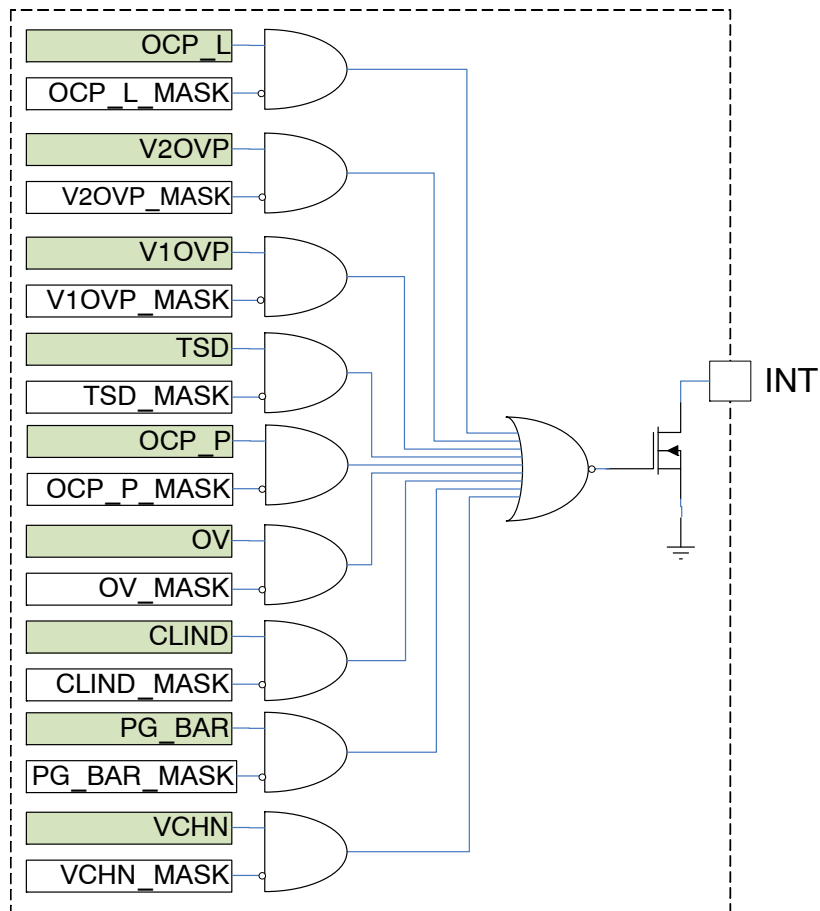 OCP_L
OCP_L_MASK
V2OVP
V2OVP_MASK
V1OVP
V1OVP_MASK
TSD
TSD_MASK
INT
OCP_P
OCP_P_MASK
OV
OV_MASK
CLIND
CLIND_MASK
PG_BAR
PG_BAR_MASK
VCHN
VCHN_MASK